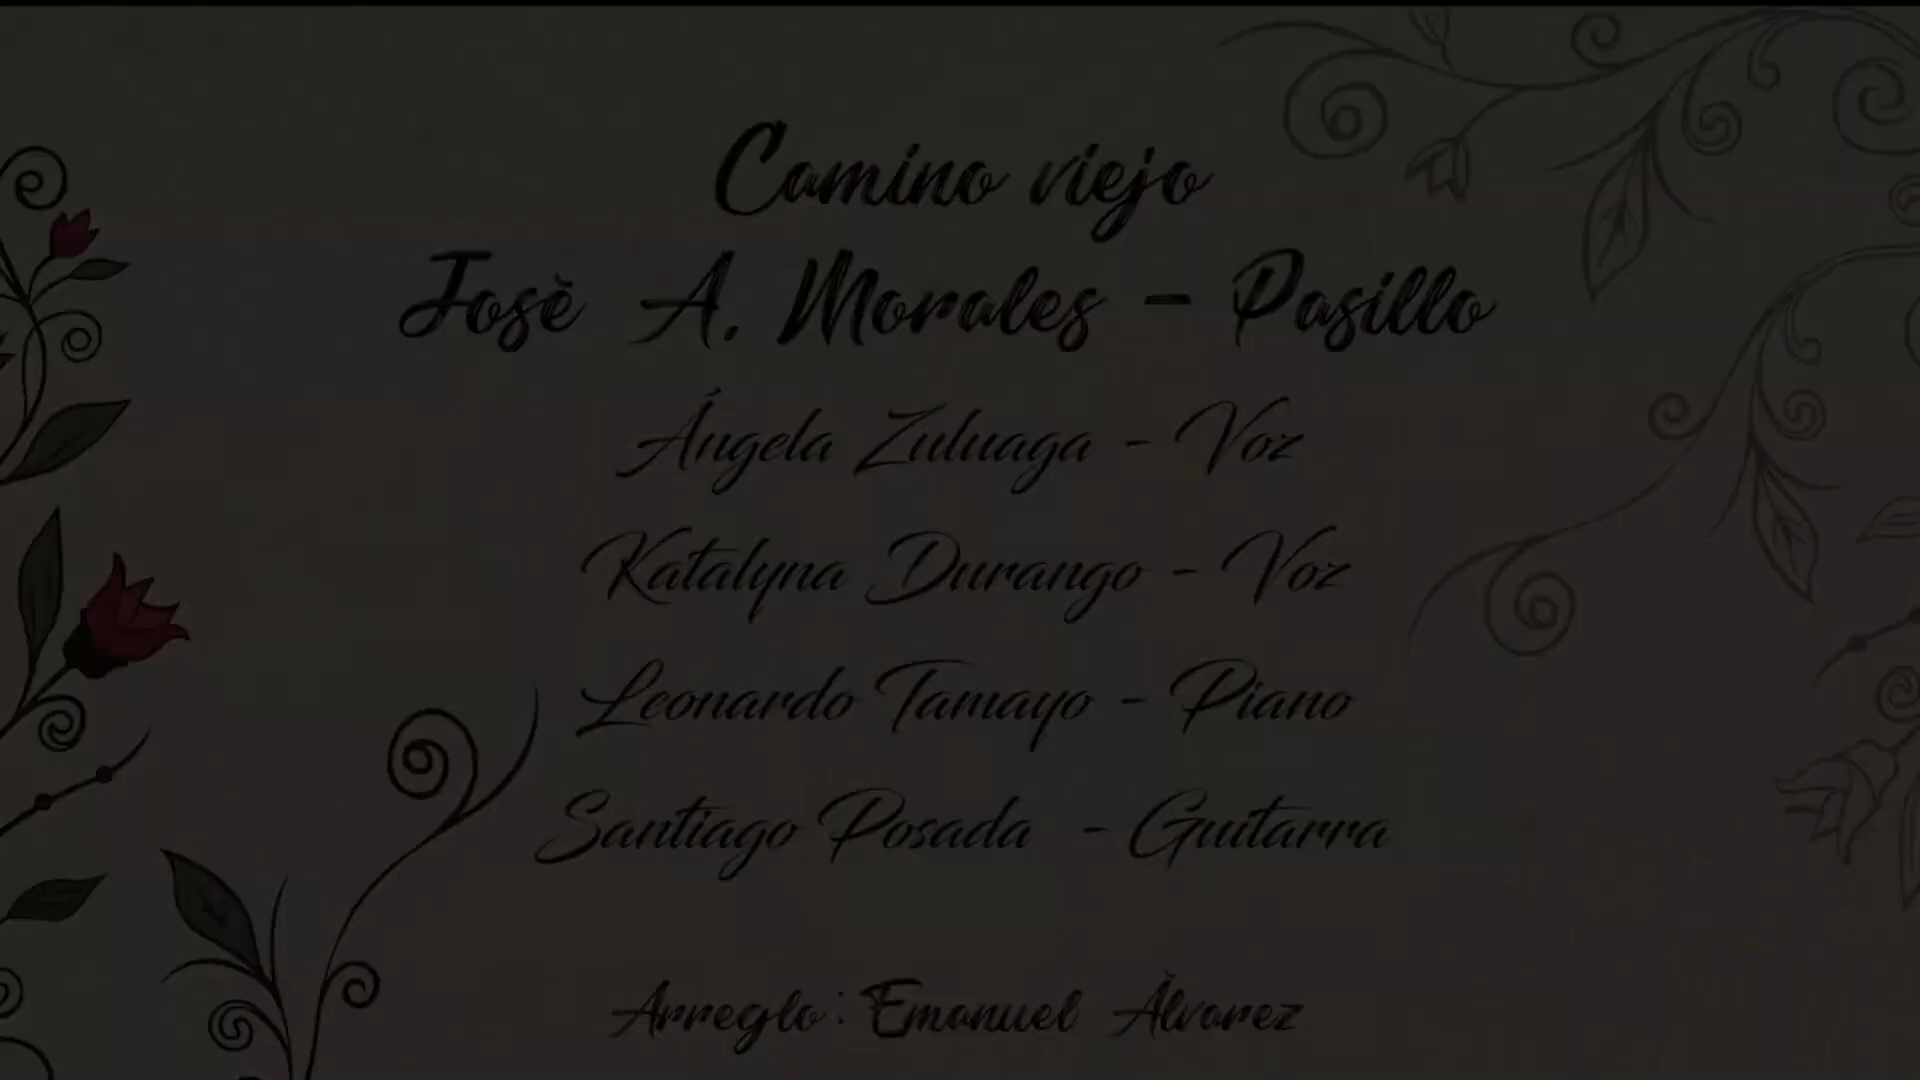 Camino viejo
Josè A. Morales - Pasillo
Ángela Zuluaga - Voz
Katalyna Durango - Voz
Leonardo Tamayo - Piano
Santiago Posada - Guitarra
Arreglo: Emanuel Àlvarez